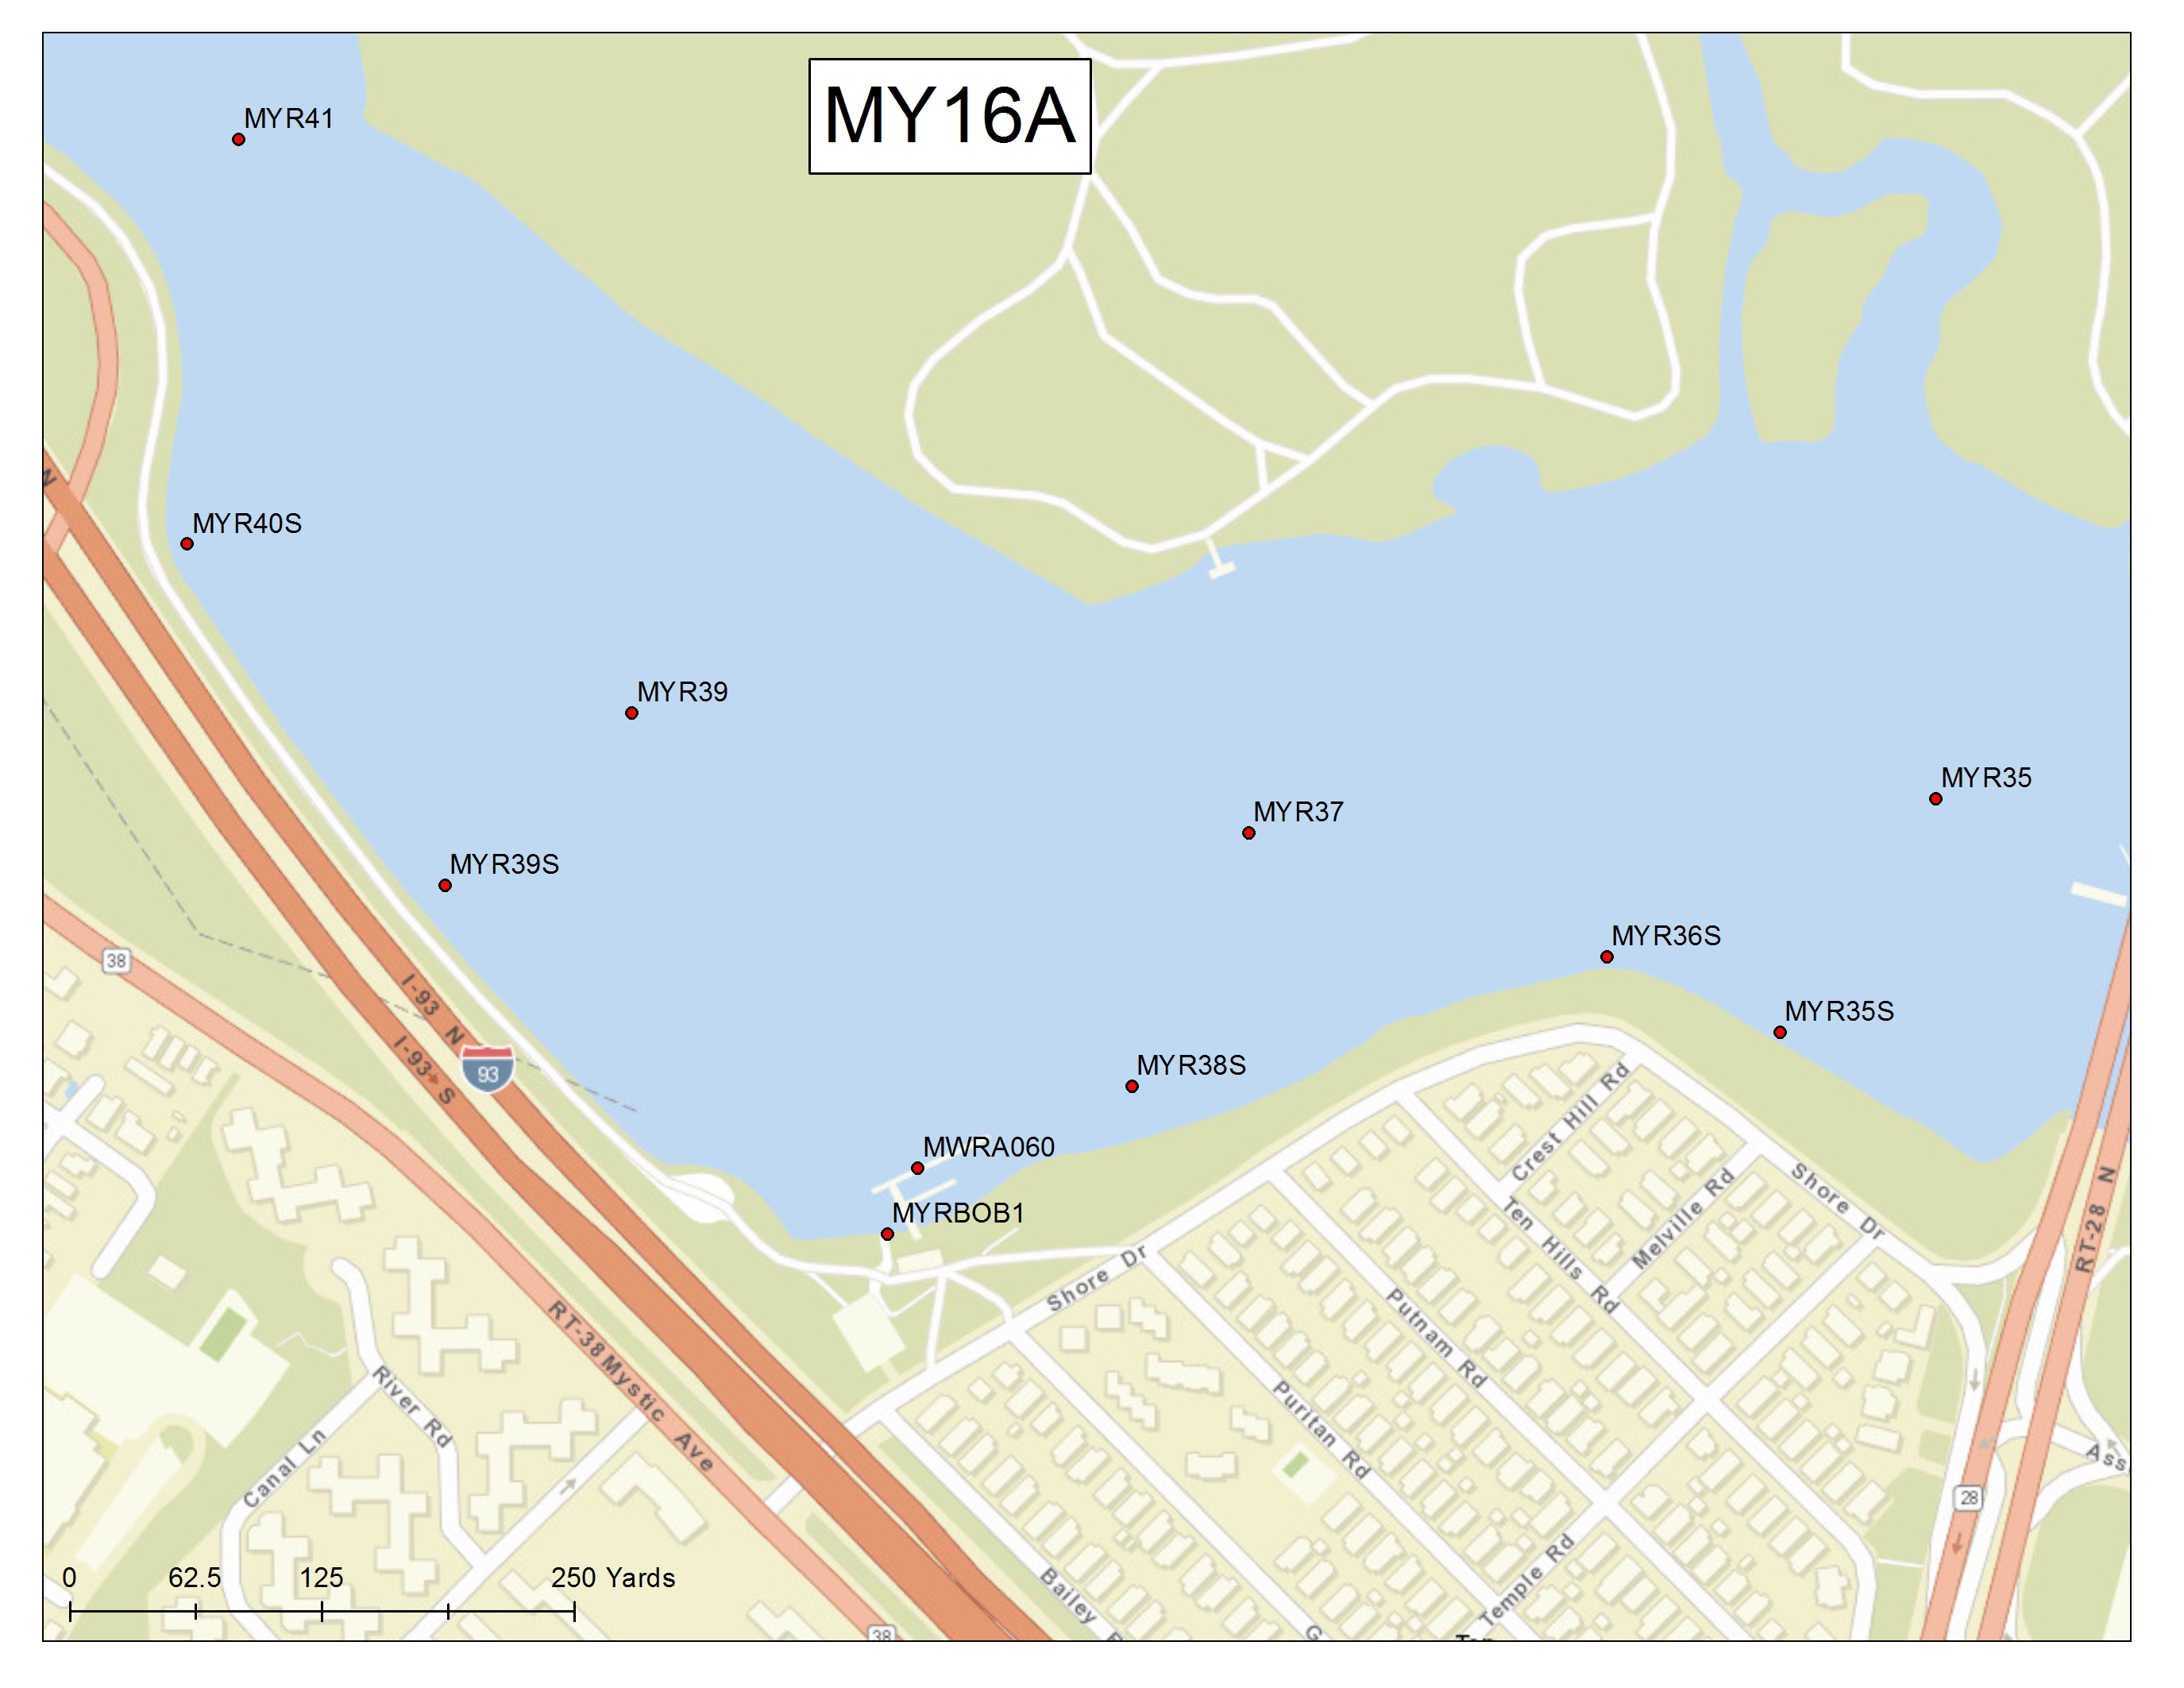 MY16A
MYR41
N
MYR40S
MYR39
MYR35
MYR37
MYR39S
MYR36S
38
MYR35S
I-93 N
I-93 S
93
MYR38S
MWRA060
MYRBOB1
Crest Hill Rd
Melville Rd
Shore Dr
RT-28 N
Ten Hills Rd
Shore Dr
Putnam Rd
RT-38 Mystic Ave
River Rd
Puritan Rd
Canal Ln
Ass
28
Temple Rd
Bailey
G
0 62.5 125 250 Yards
38